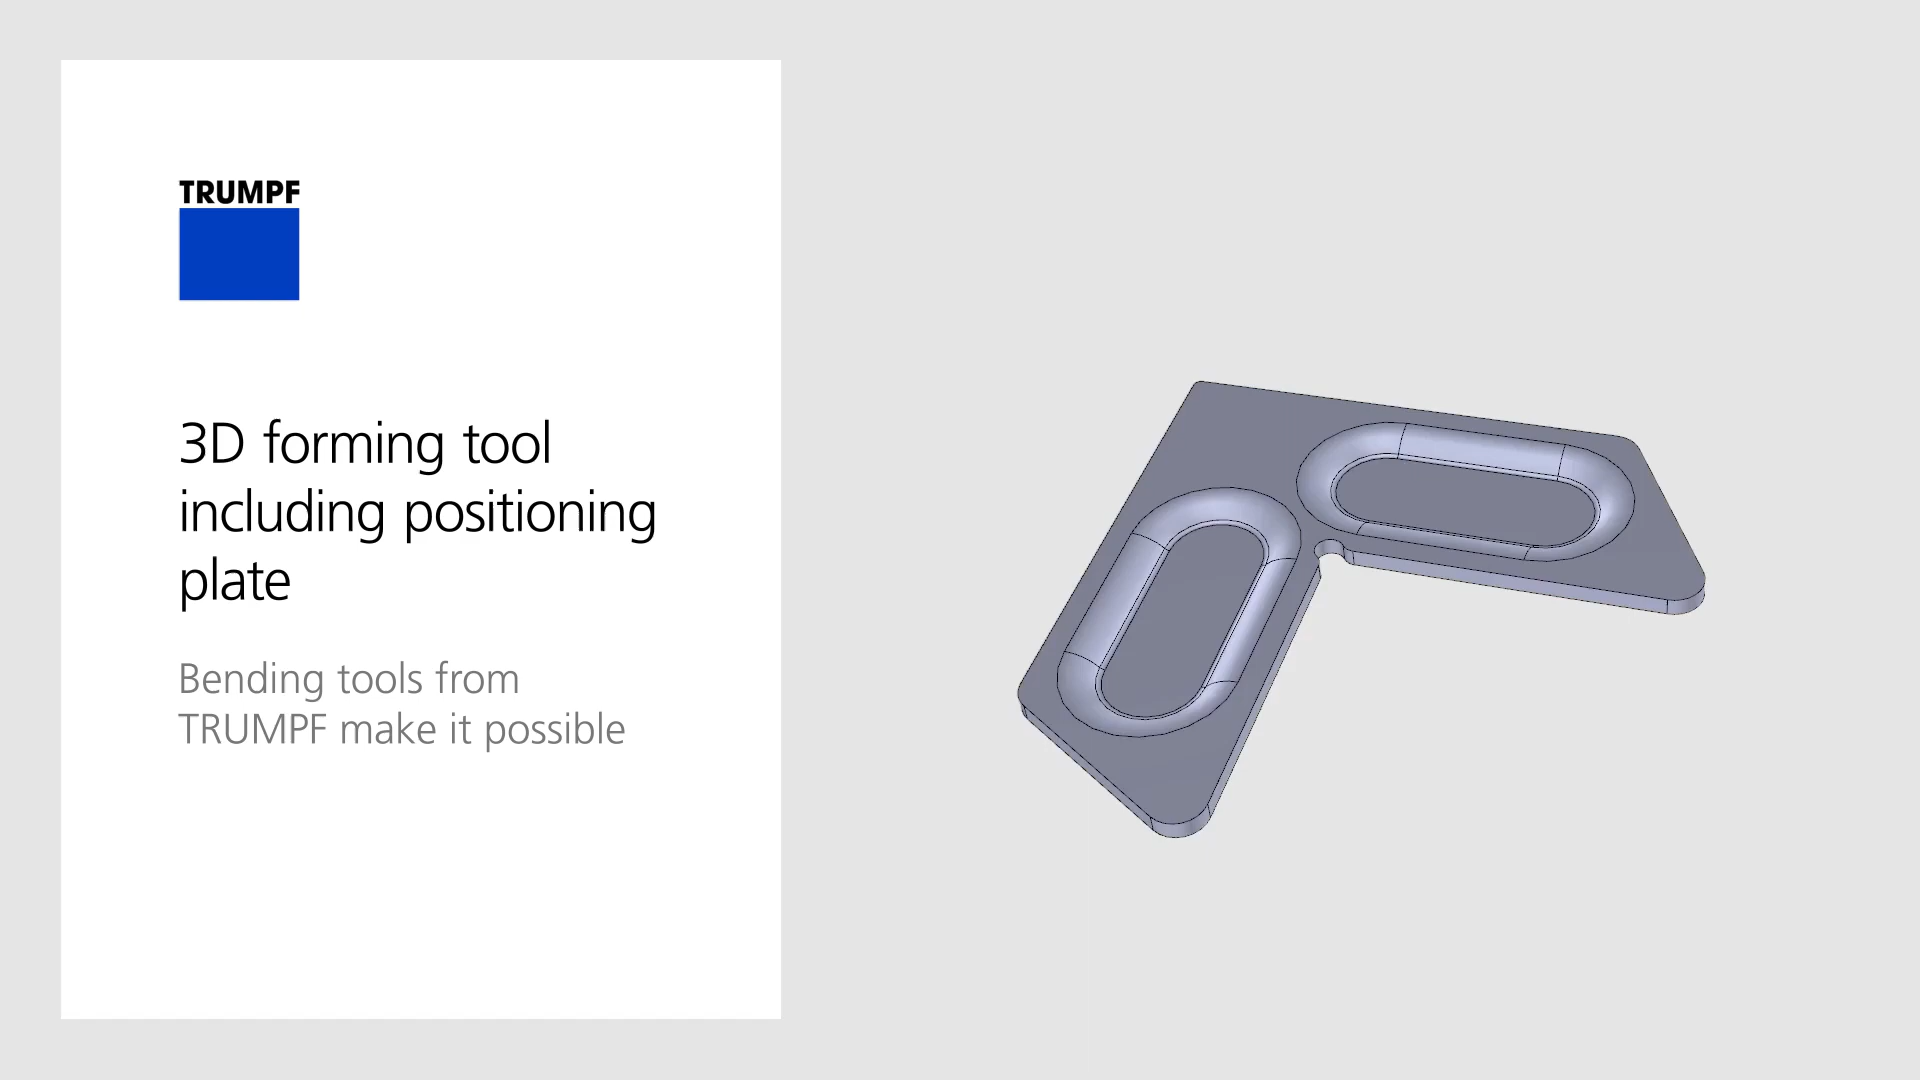 TRUMPF
3D forming tool
including positioning
plate
Bending tools from
TRUMPF make it possible